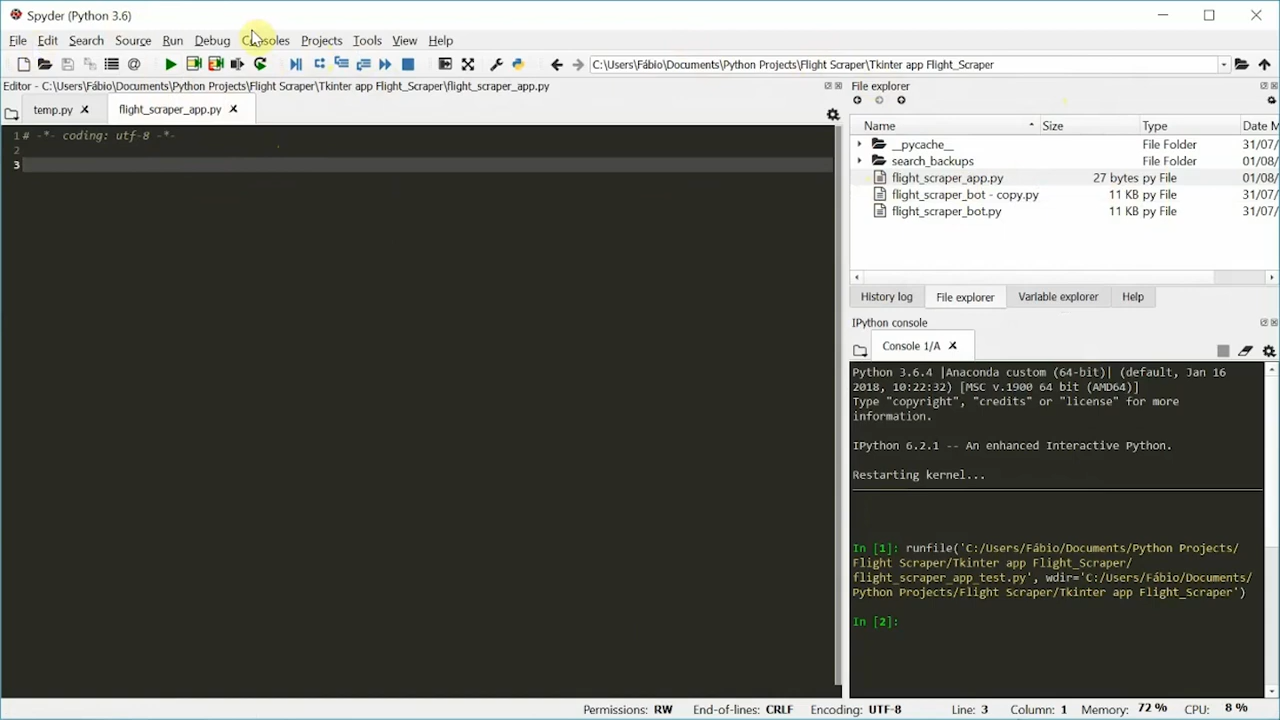 Spyder (Python 3.6)
File Edit Search Source Run Debug Consoles Projects Tools View Help
C:\Users\Fábio\Documents\Python Projects\Flight Scraper\Tkinter app Flight_Scraper
Editor - C:\Users\Fábio\Documents\Python Projects\Flight Scraper\Tkinter app Flight_Scraper\flight_scraper_app.py
temp.py flight_scraper_app.py
1 # -*- coding: utf-8 -*-
2
3
File explorer
Name Size Type Date M
__pycache__ File Folder 31/07/
search_backups File Folder 01/08/
flight_scraper_app.py 27 bytes py File 01/08/
flight_scraper_bot - copy.py 11 KB py File 31/07/
flight_scraper_bot.py 11 KB py File 31/07/
History log File explorer Variable explorer Help
IPython console
Console 1/A
Python 3.6.4 |Anaconda custom (64-bit)| (default, Jan 16
2018, 10:22:32) [MSC v.1900 64 bit (AMD64)]
Type "copyright", "credits" or "license" for more
information.
IPython 6.2.1 -- An enhanced Interactive Python.
Restarting kernel...
In [1]: runfile('C:/Users/Fábio/Documents/Python Projects/
Flight Scraper/Tkinter app Flight_Scraper/
flight_scraper_app_test.py', wdir='C:/Users/Fábio/Documents/
Python Projects/Flight Scraper/Tkinter app Flight_Scraper')
In [2]:
Permissions: RW End-of-lines: CRLF Encoding: UTF-8 Line: 3 Column: 1 Memory: 72 % CPU: 8 %